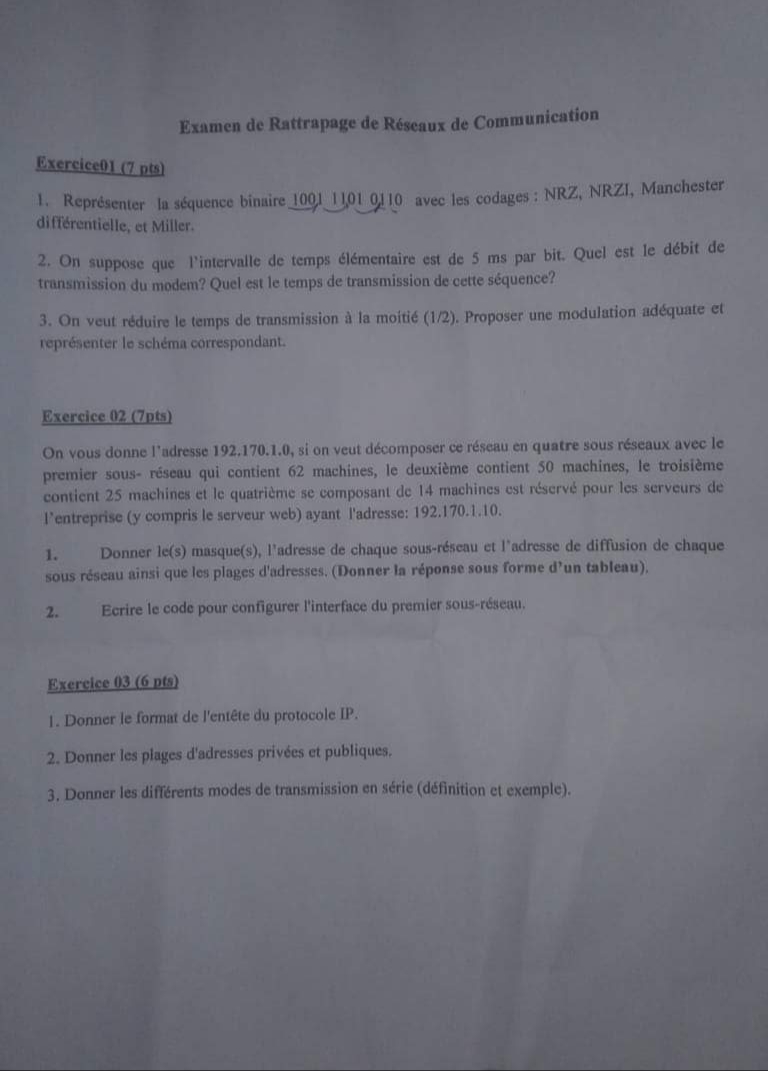 Examen de Rattrapage de Réseaux de Communication
Exercice01 (7 pts)
1. Représenter la séquence binaire 1001 1101 0110 avec les codages : NRZ, NRZI, Manchester
différentielle, et Miller.
2. On suppose que l'intervalle de temps élémentaire est de 5 ms par bit. Quel est le débit de
transmission du modem? Quel est le temps de transmission de cette séquence?
3. On veut réduire le temps de transmission à la moitié (1/2). Proposer une modulation adéquate et
représenter le schéma correspondant.
Exercice 02 (7pts)
On vous donne l'adresse 192.170.1.0, si on veut décomposer ce réseau en quatre sous réseaux avec le
premier sous- réseau qui contient 62 machines, le deuxième contient 50 machines, le troisième
contient 25 machines et le quatrième se composant de 14 machines est réservé pour les serveurs de
l'entreprise (y compris le serveur web) ayant l'adresse: 192.170.1.10.
1. Donner le(s) masque(s), l'adresse de chaque sous-réseau et l'adresse de diffusion de chaque
sous réseau ainsi que les plages d'adresses. (Donner la réponse sous forme d'un tableau).
2. Ecrire le code pour configurer l'interface du premier sous-réseau.
Exercice 03 (6 pts)
1. Donner le format de l'entête du protocole IP.
2. Donner les plages d'adresses privées et publiques.
3. Donner les différents modes de transmission en série (définition et exemple).